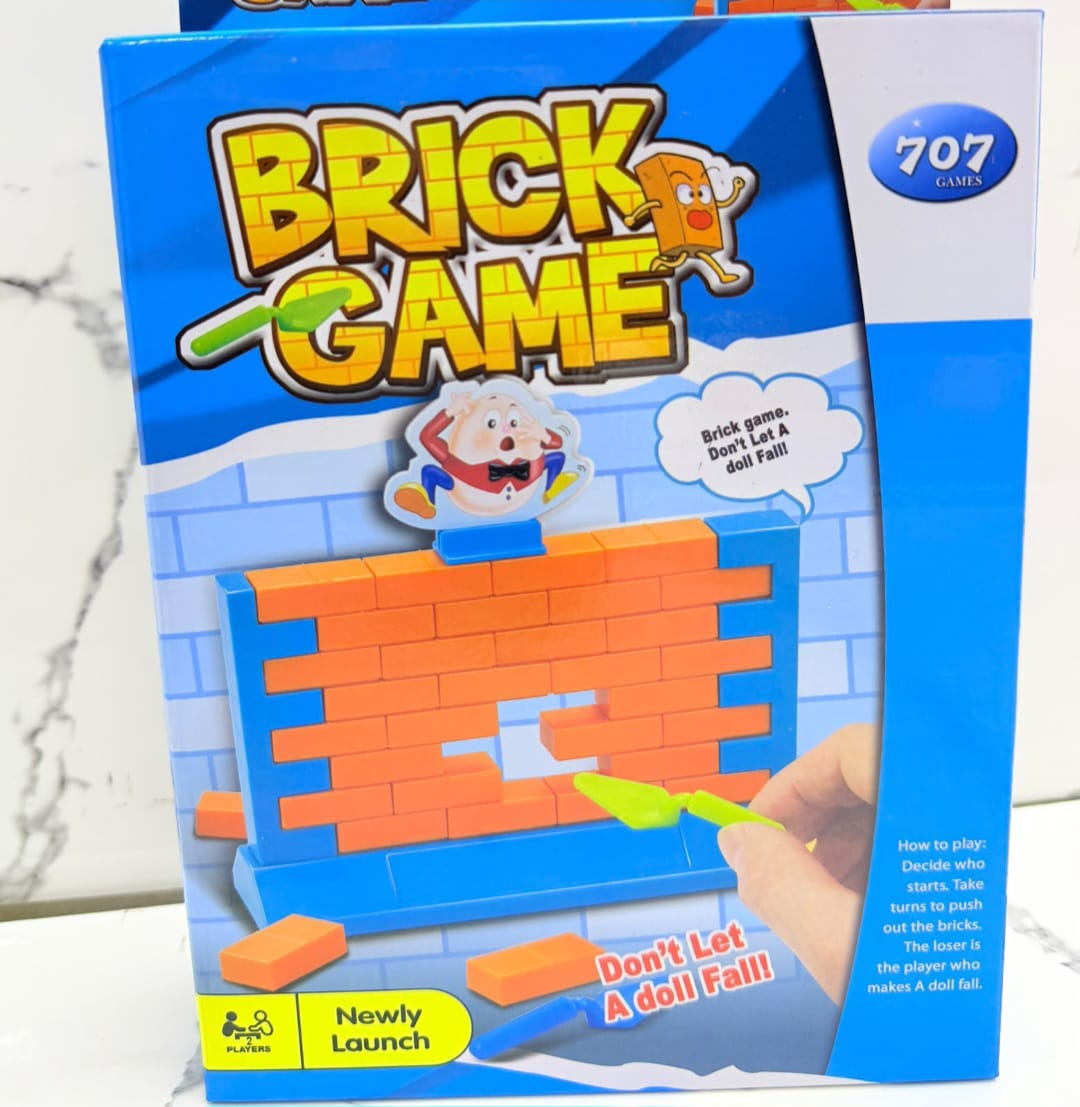 BRICK
GAME
707
GAMES
Brick game.
Don't Let A
doll Fall!
How to play:
Decide who
starts. Take
turns to push
out the bricks.
The loser is
the player who
makes A doll fall.
Don't Let
A doll Fall!
2
PLAYERS
Newly
Launch